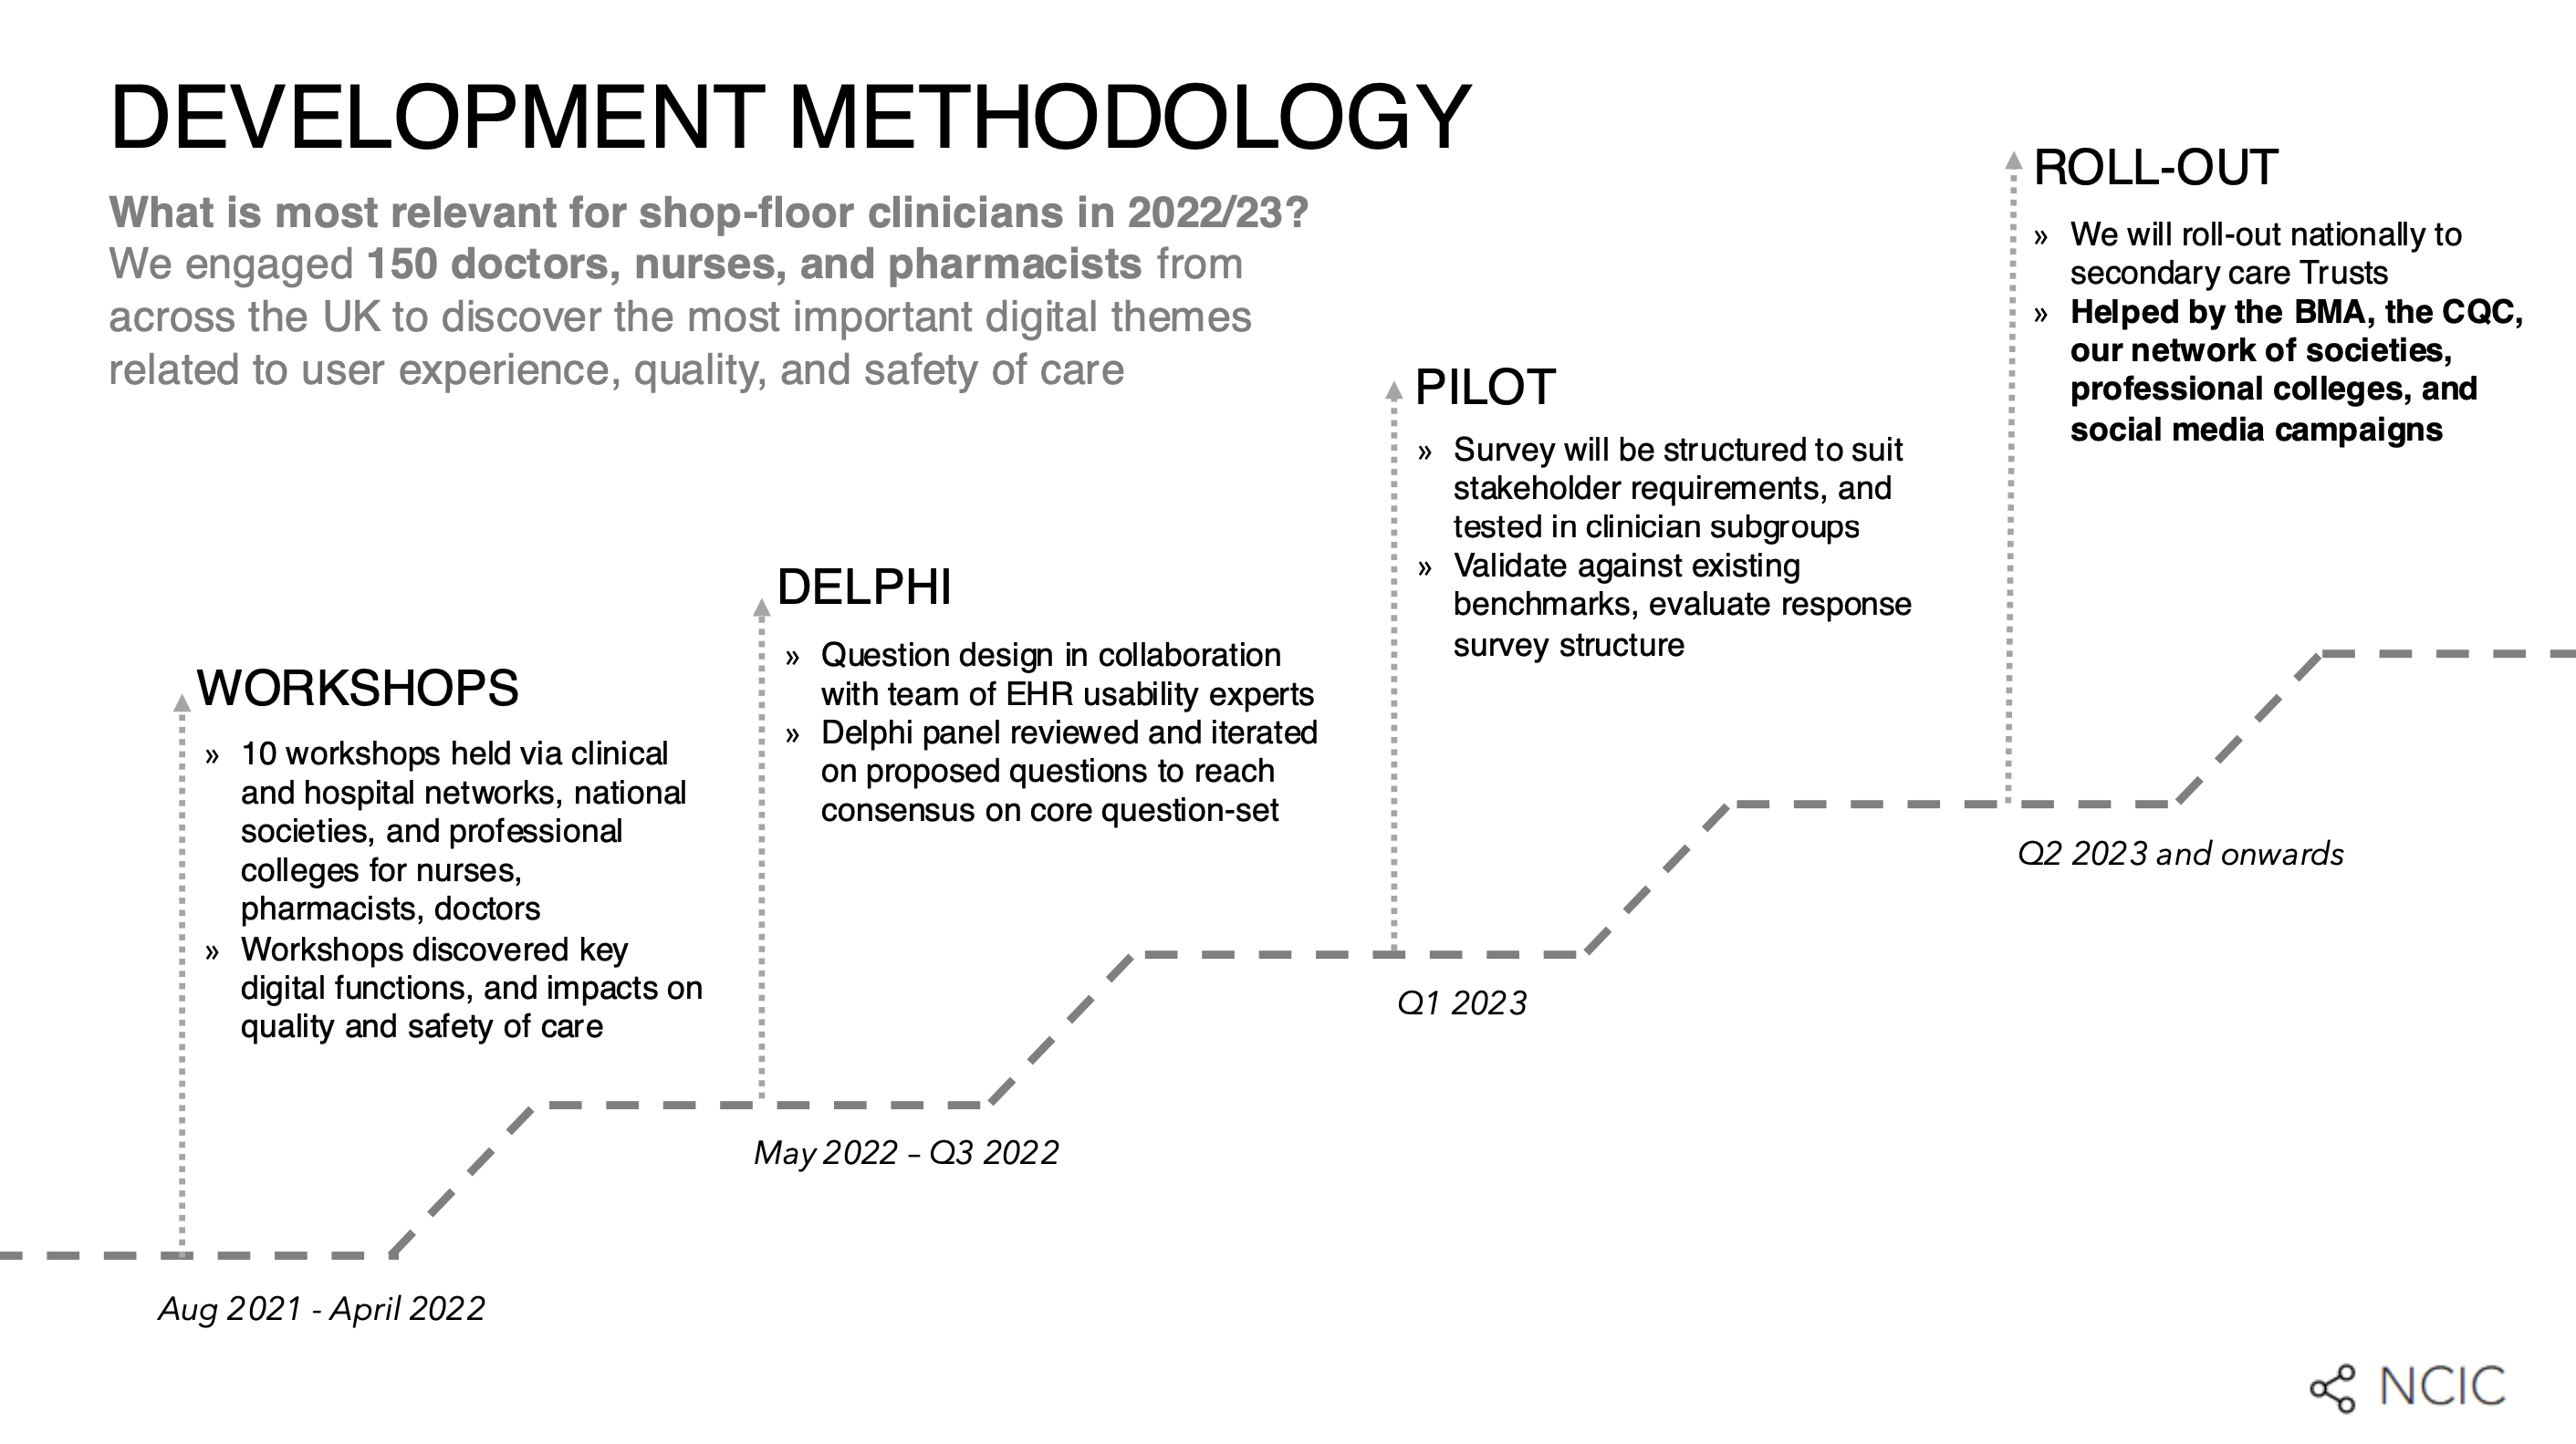 DEVELOPMENT METHODOLOGY
What is most relevant for shop-floor clinicians in 2022/23?
We engaged 150 doctors, nurses, and pharmacists from
across the UK to discover the most important digital themes
related to user experience, quality, and safety of care
WORKSHOPS
» 10 workshops held via clinical
and hospital networks, national
societies, and professional
colleges for nurses,
pharmacists, doctors
» Workshops discovered key
digital functions, and impacts on
quality and safety of care
Aug 2021 - April 2022
DELPHI
» Question design in collaboration
with team of EHR usability experts
» Delphi panel reviewed and iterated
on proposed questions to reach
consensus on core question-set
May 2022 – Q3 2022
PILOT
» Survey will be structured to suit
stakeholder requirements, and
tested in clinician subgroups
» Validate against existing
benchmarks, evaluate response
survey structure
Q1 2023
ROLL-OUT
» We will roll-out nationally to
secondary care Trusts
» Helped by the BMA, the CQC,
our network of societies,
professional colleges, and
social media campaigns
Q2 2023 and onwards
NCIC